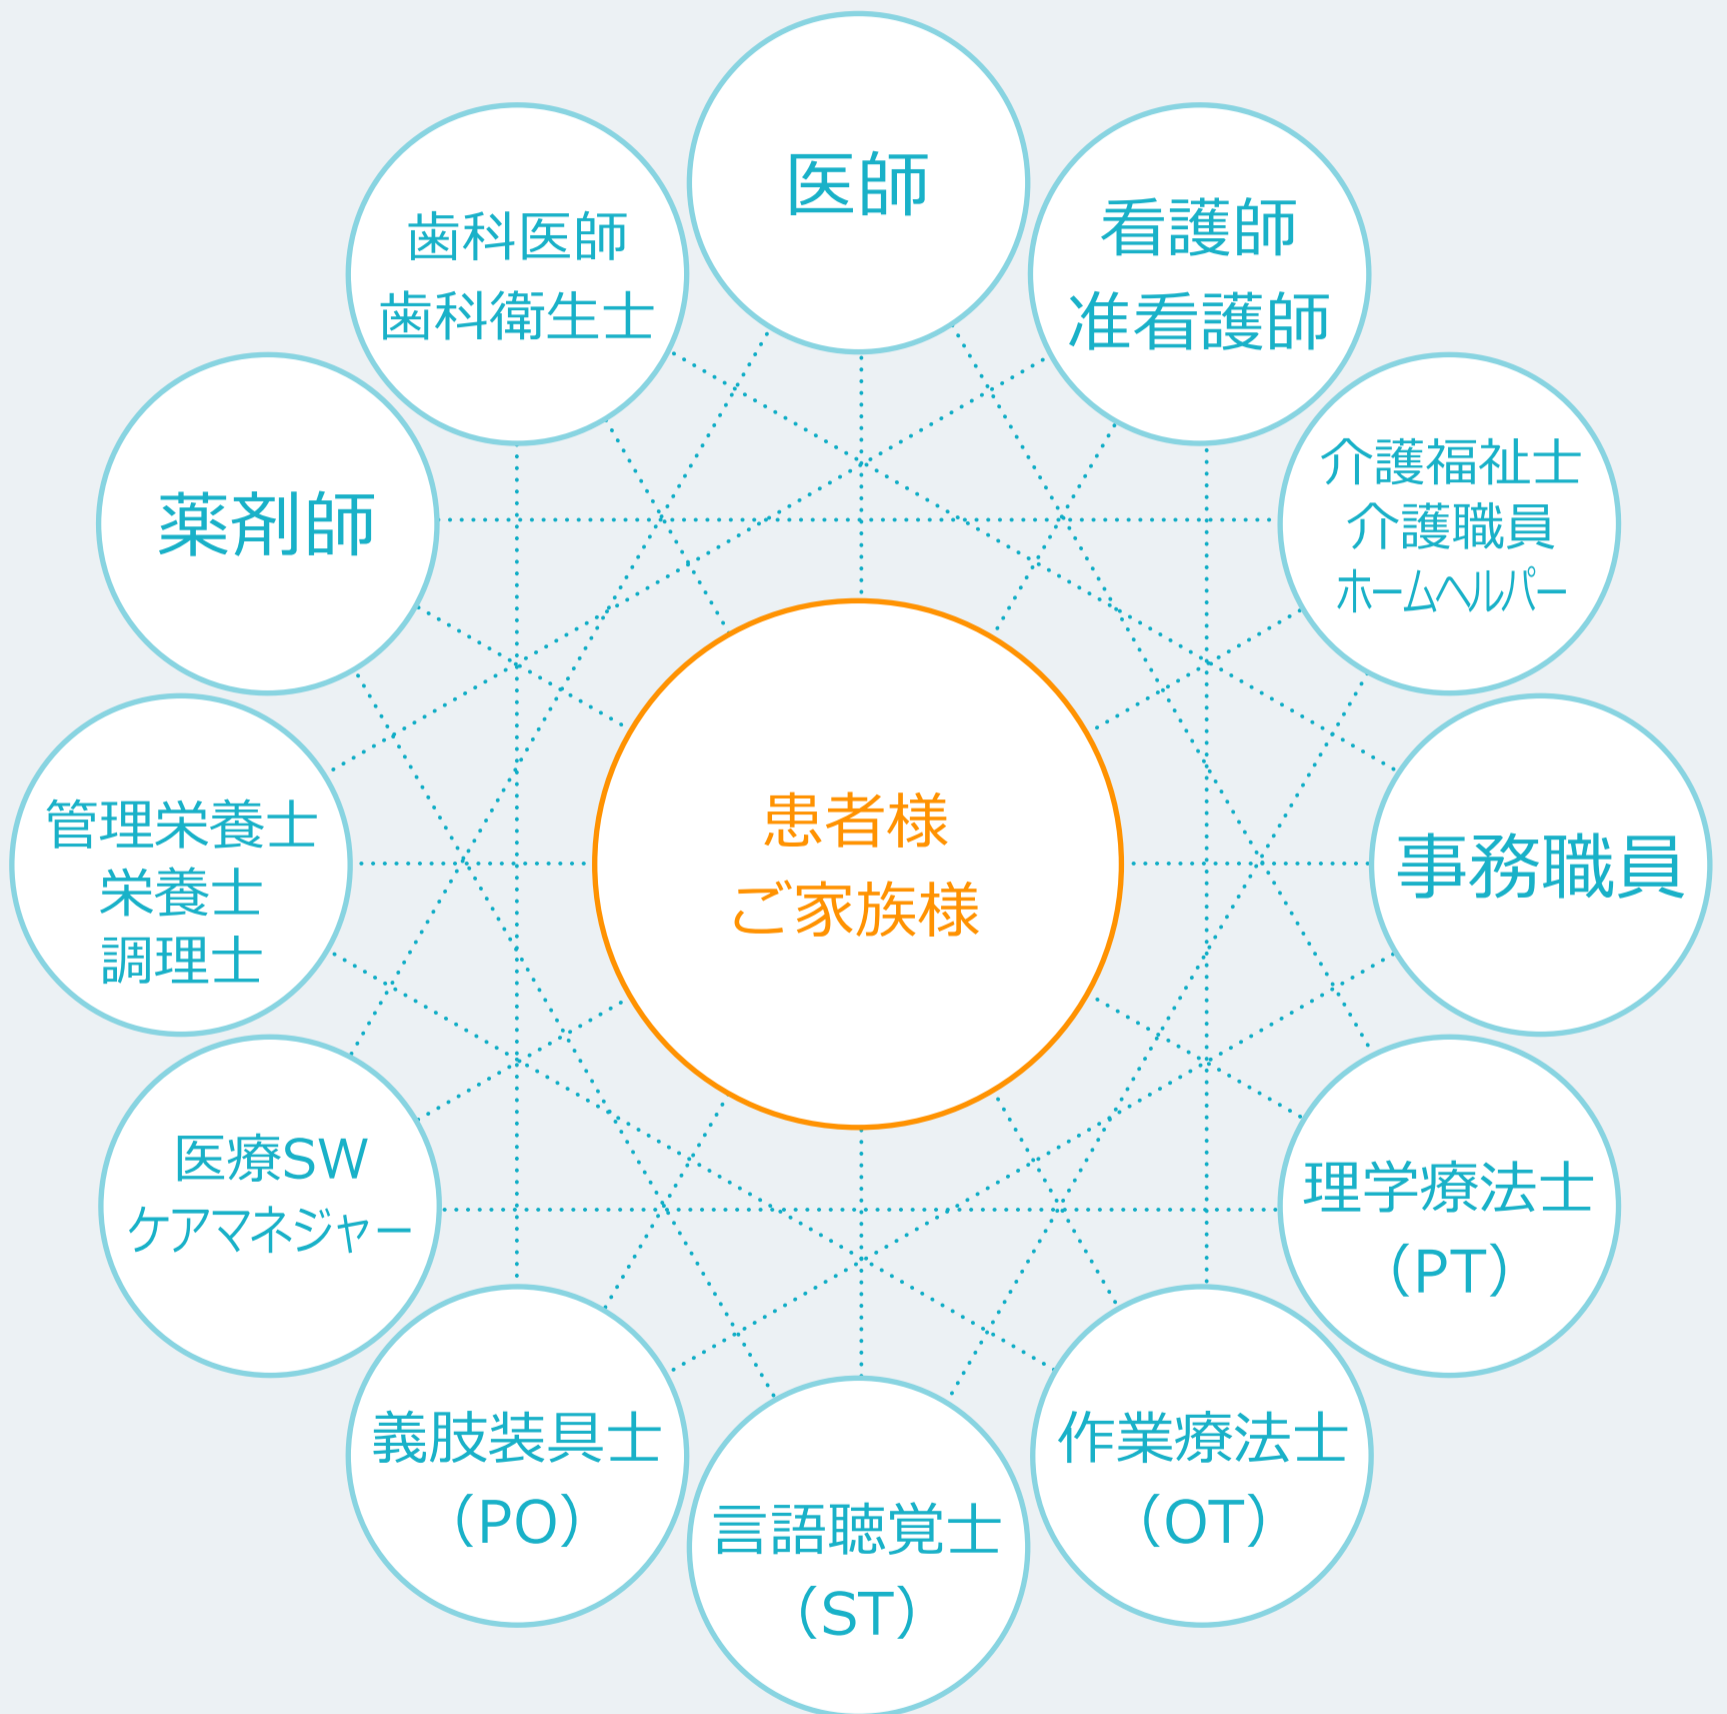 医師
看護師
准看護師
介護福祉士
介護職員
ホームヘルパー
事務職員
理学療法士
（PT）
作業療法士
（OT）
言語聴覚士
（ST）
義肢装具士
（PO）
医療SW
ケアマネジャー
管理栄養士
栄養士
調理士
薬剤師
歯科医師
歯科衛生士
患者様
ご家族様